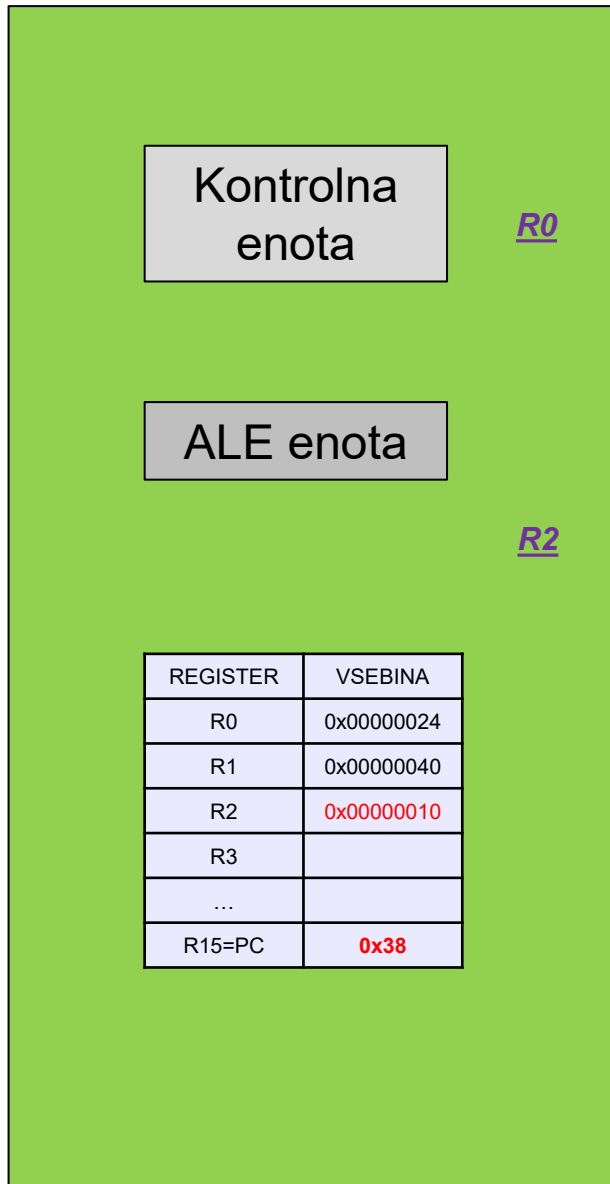 Kontrolna
enota
R0
ALE enota
R2
REGISTER VSEBINA
R0 0x00000024
R1 0x00000040
R2 0x00000010
R3
…
R15=PC 0x38